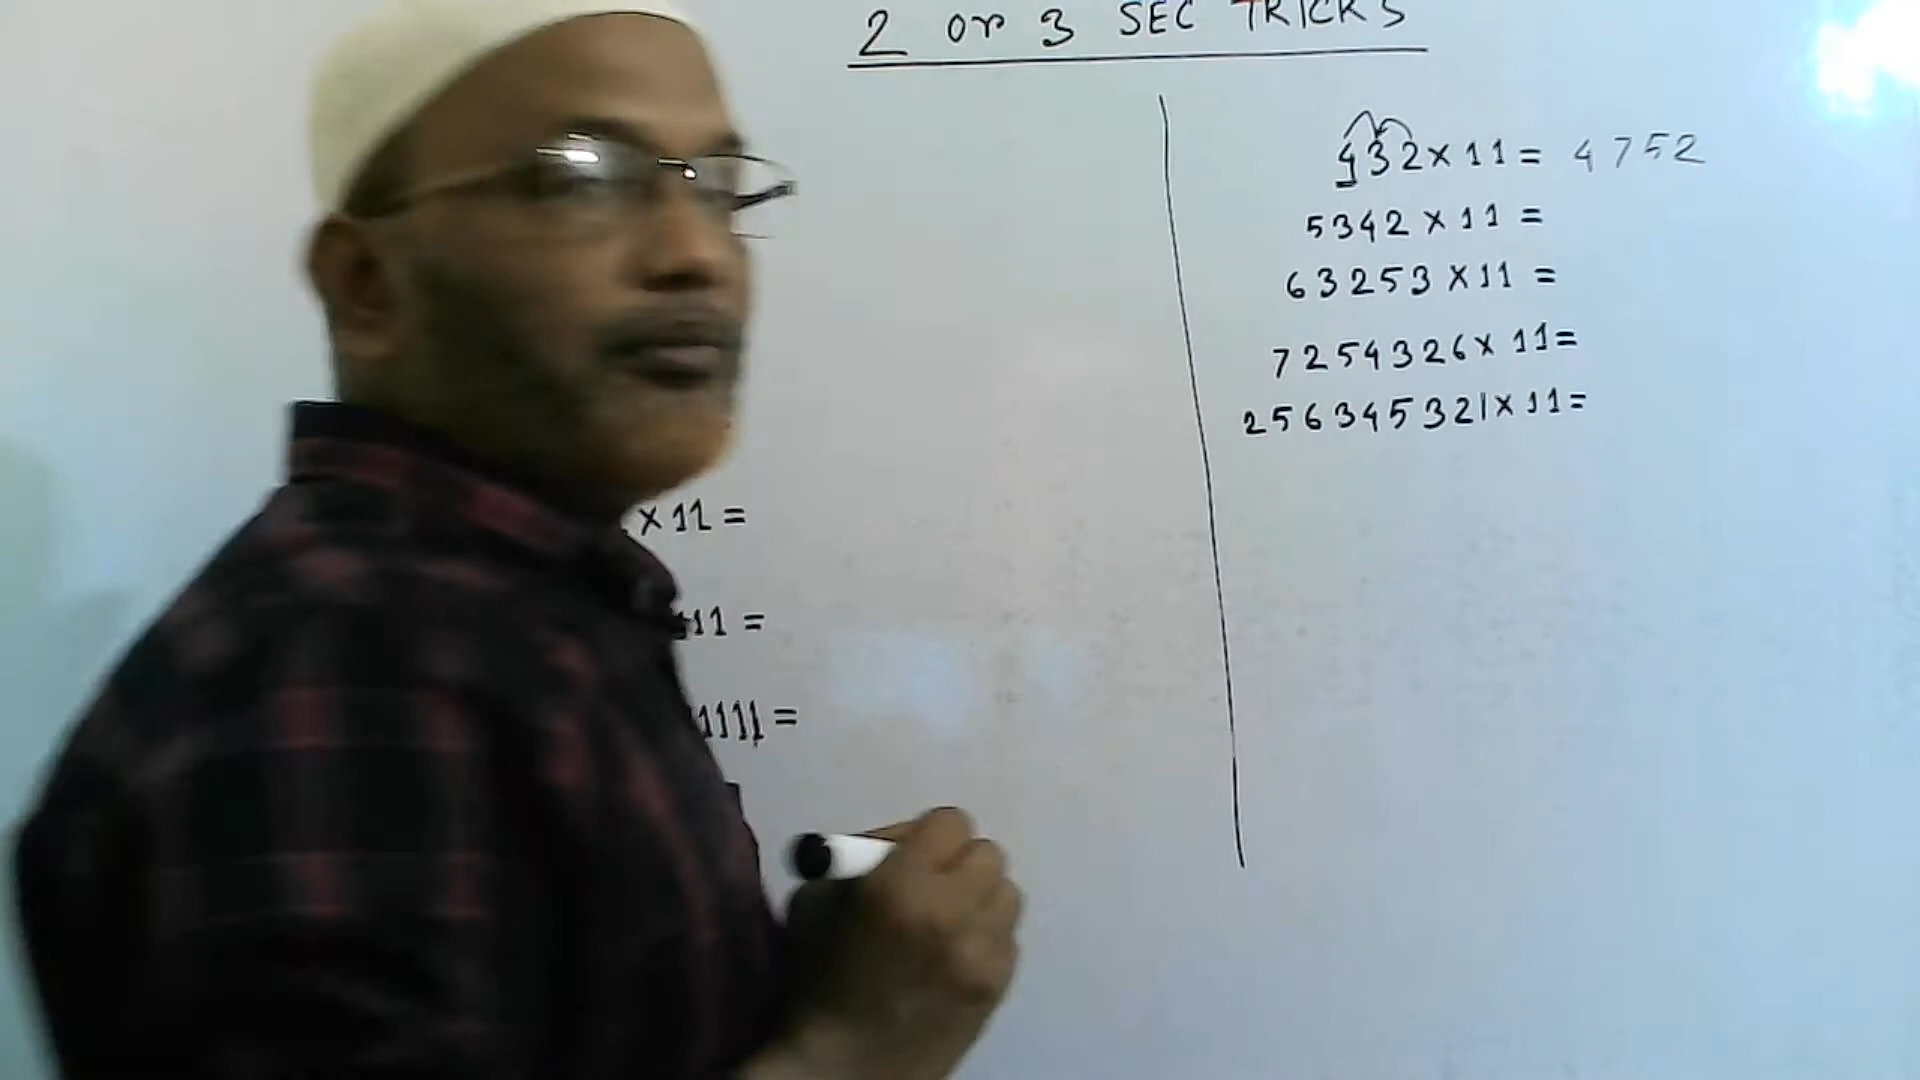 2 or 3 SEC TRICKS
432 x 11 = 4752
5342 x 11 =
63253 x 11 =
7254326 x 11 =
256345321 x 11 =
x 11 =
11 =
1111 =